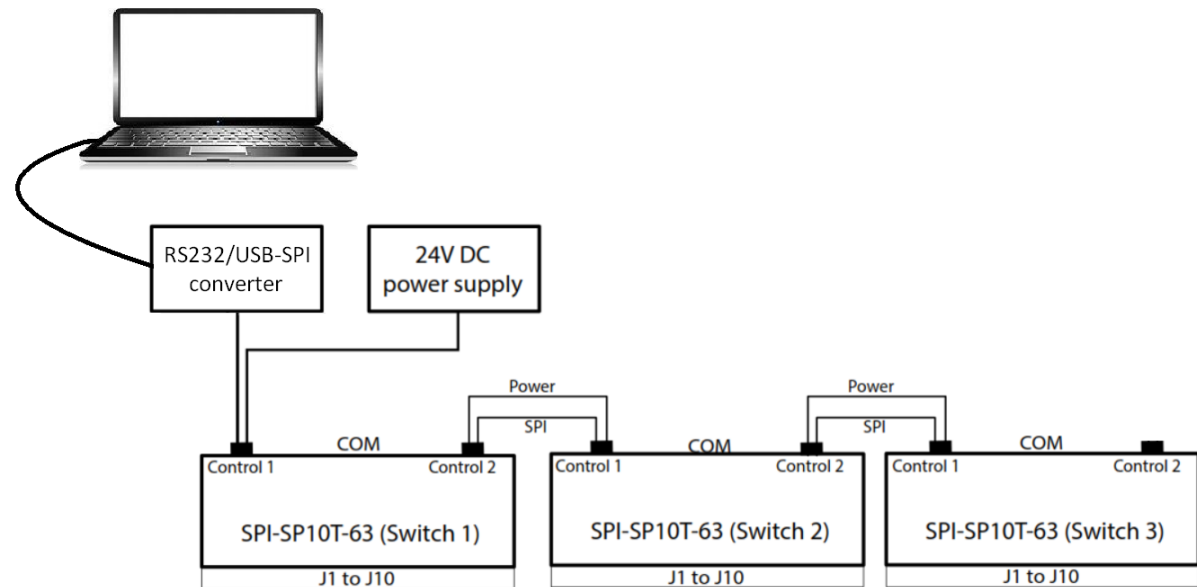 RS232/USB-SPI
converter
24V DC
power supply
Power
SPI
Power
SPI
COM
Control 1
Control 2
SPI-SP10T-63 (Switch 1)
J1 to J10
COM
Control 1
Control 2
SPI-SP10T-63 (Switch 2)
J1 to J10
COM
Control 1
Control 2
SPI-SP10T-63 (Switch 3)
J1 to J10